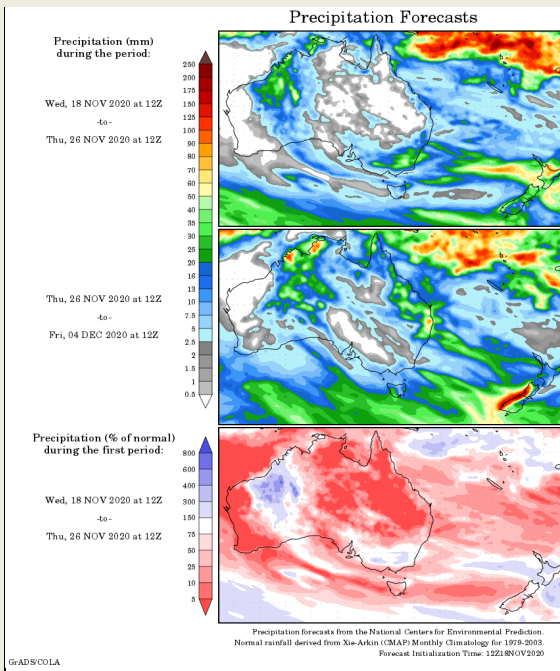 Precipitation Forecasts
Precipitation (mm)
during the period:
Wed, 18 NOV 2020 at 12Z
-to-
Thu, 26 NOV 2020 at 12Z
250
200
175
150
125
100
90
80
70
60
50
40
35
30
25
20
16
13
10
7.5
5
2.5
2
1.5
1
0.5
Thu, 26 NOV 2020 at 12Z
-to-
Fri, 04 DEC 2020 at 12Z
Precipitation (% of normal)
during the first period:
Wed, 18 NOV 2020 at 12Z
-to-
Thu, 26 NOV 2020 at 12Z
800
600
400
300
150
75
50
25
10
5
Precipitation forecasts from the National Centers for Environmental Prediction.
Normal rainfall derived from Xie-Arkin (CMAP) Monthly Climatology for 1979-2003.
Forecast Initialization Time: 12Z18NOV2020
GrADS/COLA